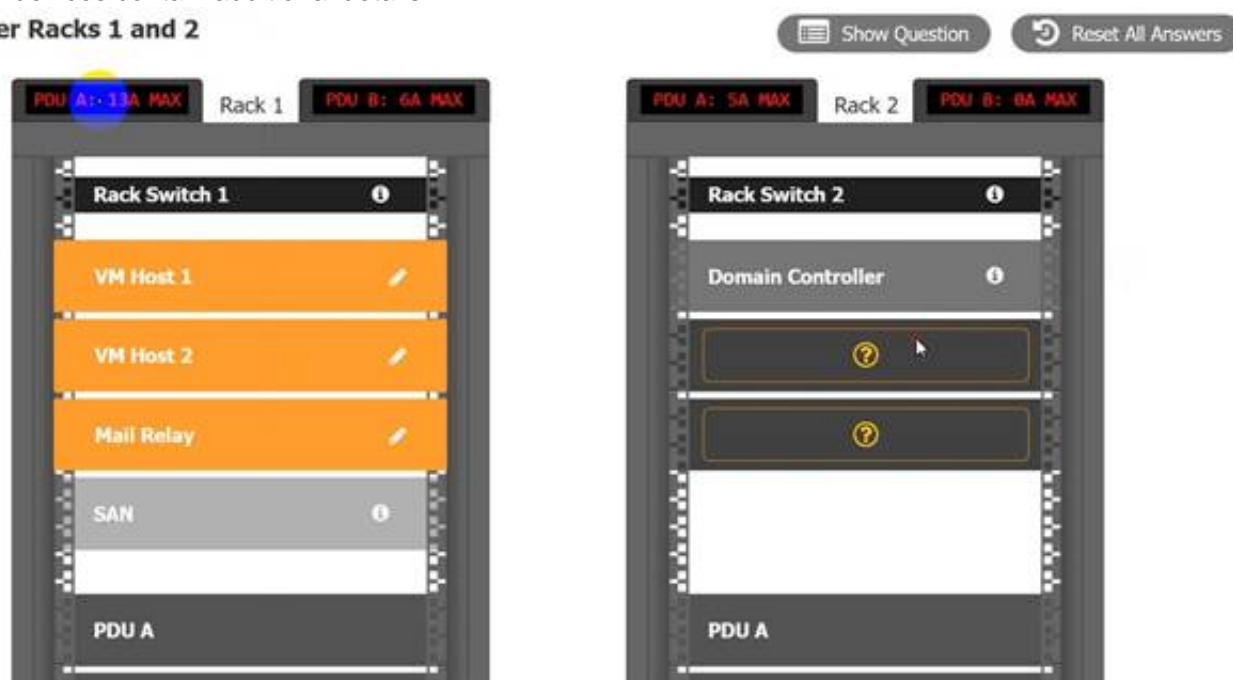 er Racks 1 and 2
Show Question
Reset All Answers
PDU A: 13A MAX
Rack 1
PDU B: 6A MAX
Rack Switch 1
VM Host 1
VM Host 2
Mail Relay
SAN
PDU A
PDU A: 5A MAX
Rack 2
PDU B: 0A MAX
Rack Switch 2
Domain Controller
?
?
PDU A